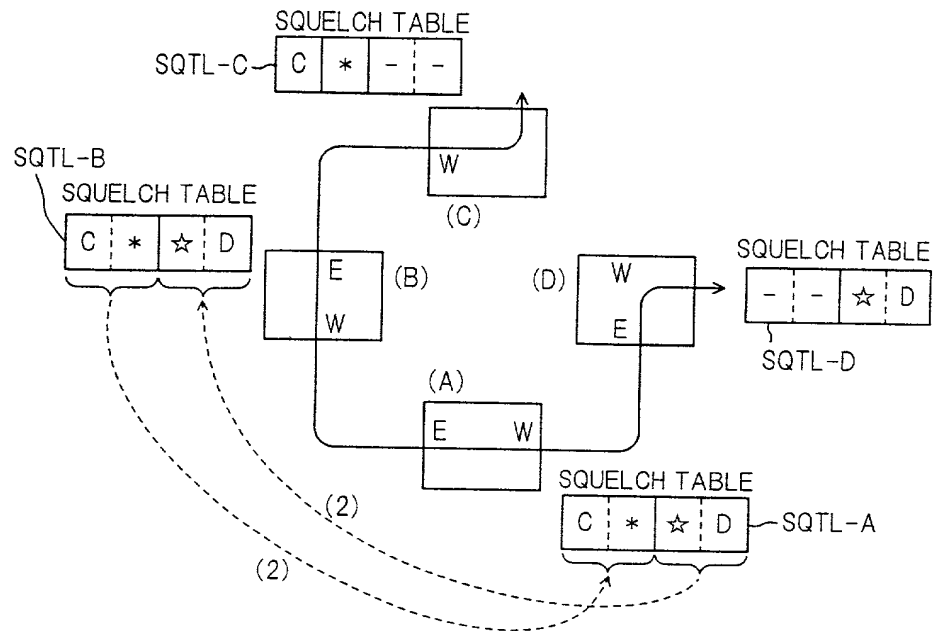 SQUELCH TABLE
SQTL-C
C * - -
SQTL-B
SQUELCH TABLE
C * ☆ D
W
(C)
E
(B)
W
(D)
W
E
SQUELCH TABLE
- - ☆ D
SQTL-D
(A)
E W
SQUELCH TABLE
C * ☆ D
SQTL-A
(2)
(2)